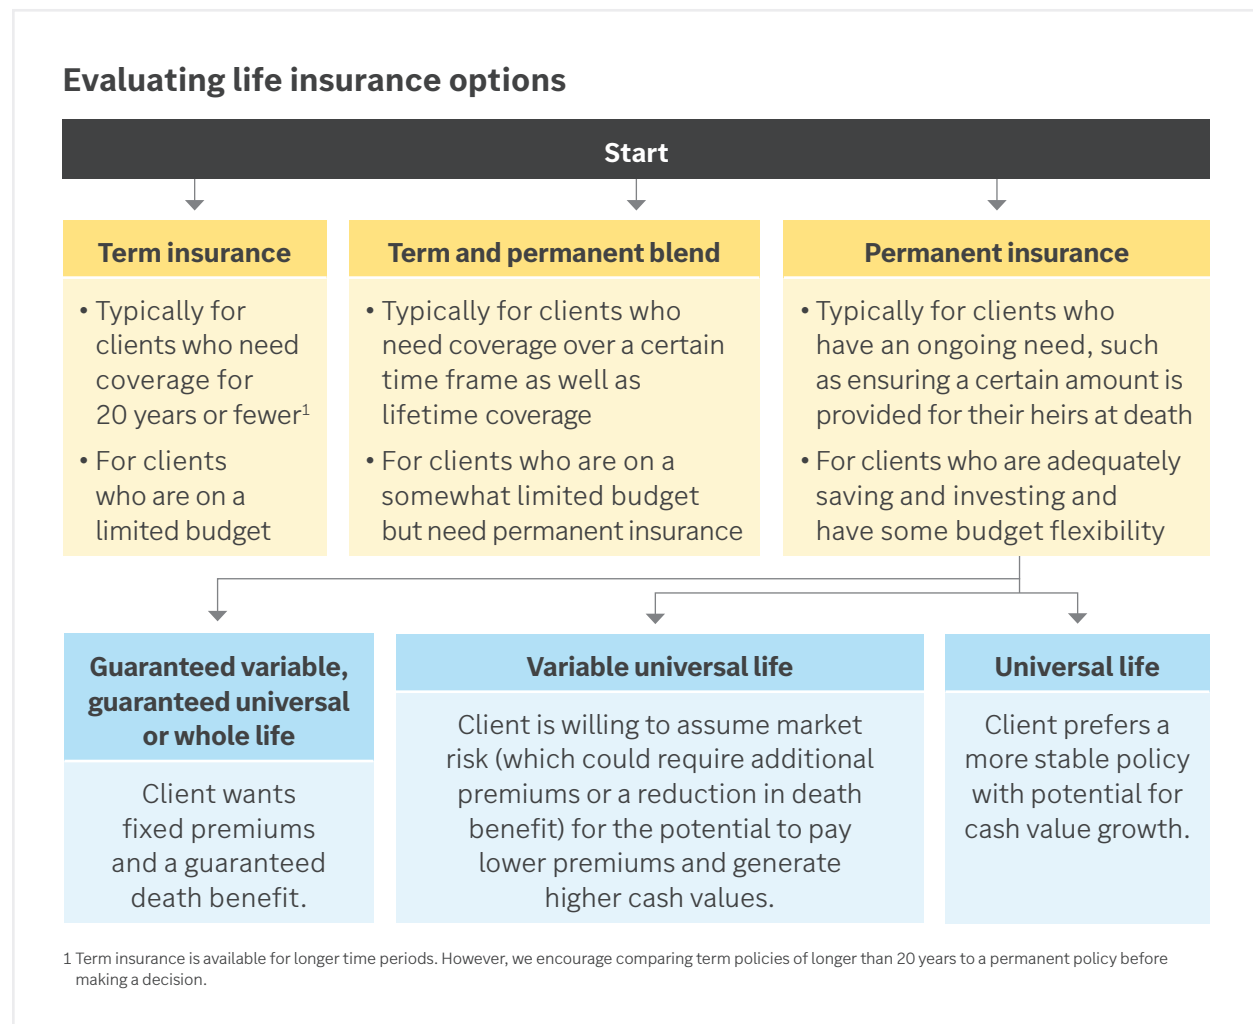 Evaluating life insurance options
Start
Term insurance
• Typically for
clients who need
coverage for
20 years or fewer¹
• For clients
who are on a
limited budget
Term and permanent blend
• Typically for clients who
need coverage over a certain
time frame as well as
lifetime coverage
• For clients who are on a
somewhat limited budget
but need permanent insurance
Permanent insurance
• Typically for clients who
have an ongoing need, such
as ensuring a certain amount is
provided for their heirs at death
• For clients who are adequately
saving and investing and
have some budget flexibility
Guaranteed variable,
guaranteed universal
or whole life
Client wants
fixed premiums
and a guaranteed
death benefit.
Variable universal life
Client is willing to assume market
risk (which could require additional
premiums or a reduction in death
benefit) for the potential to pay
lower premiums and generate
higher cash values.
Universal life
Client prefers a
more stable policy
with potential for
cash value growth.
1 Term insurance is available for longer time periods. However, we encourage comparing term policies of longer than 20 years to a permanent policy before
making a decision.